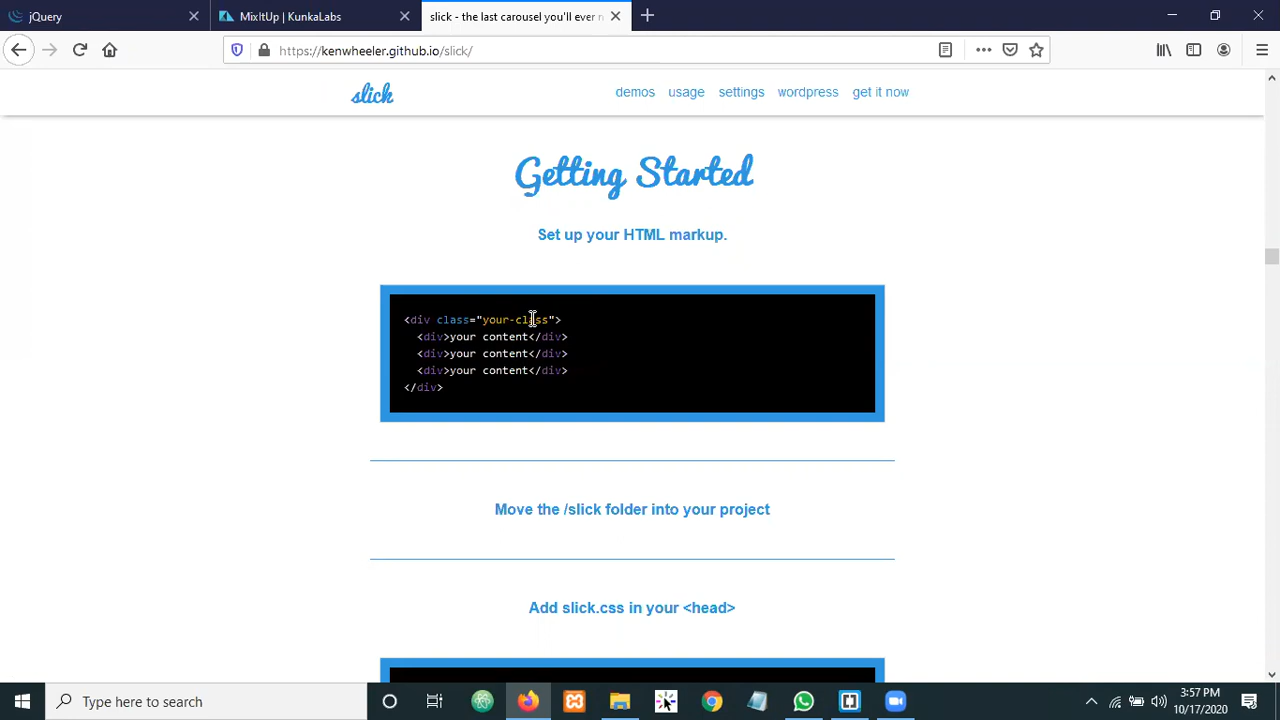 jQuery
MixItUp | KunkaLabs
slick - the last carousel you'll ever n
https://kenwheeler.github.io/slick/
slick
demos usage settings wordpress get it now
Getting Started
Set up your HTML markup.
<div class="your-class">
<div>your content</div>
<div>your content</div>
<div>your content</div>
</div>
Move the /slick folder into your project
Add slick.css in your <head>
Type here to search
3:57 PM
10/17/2020